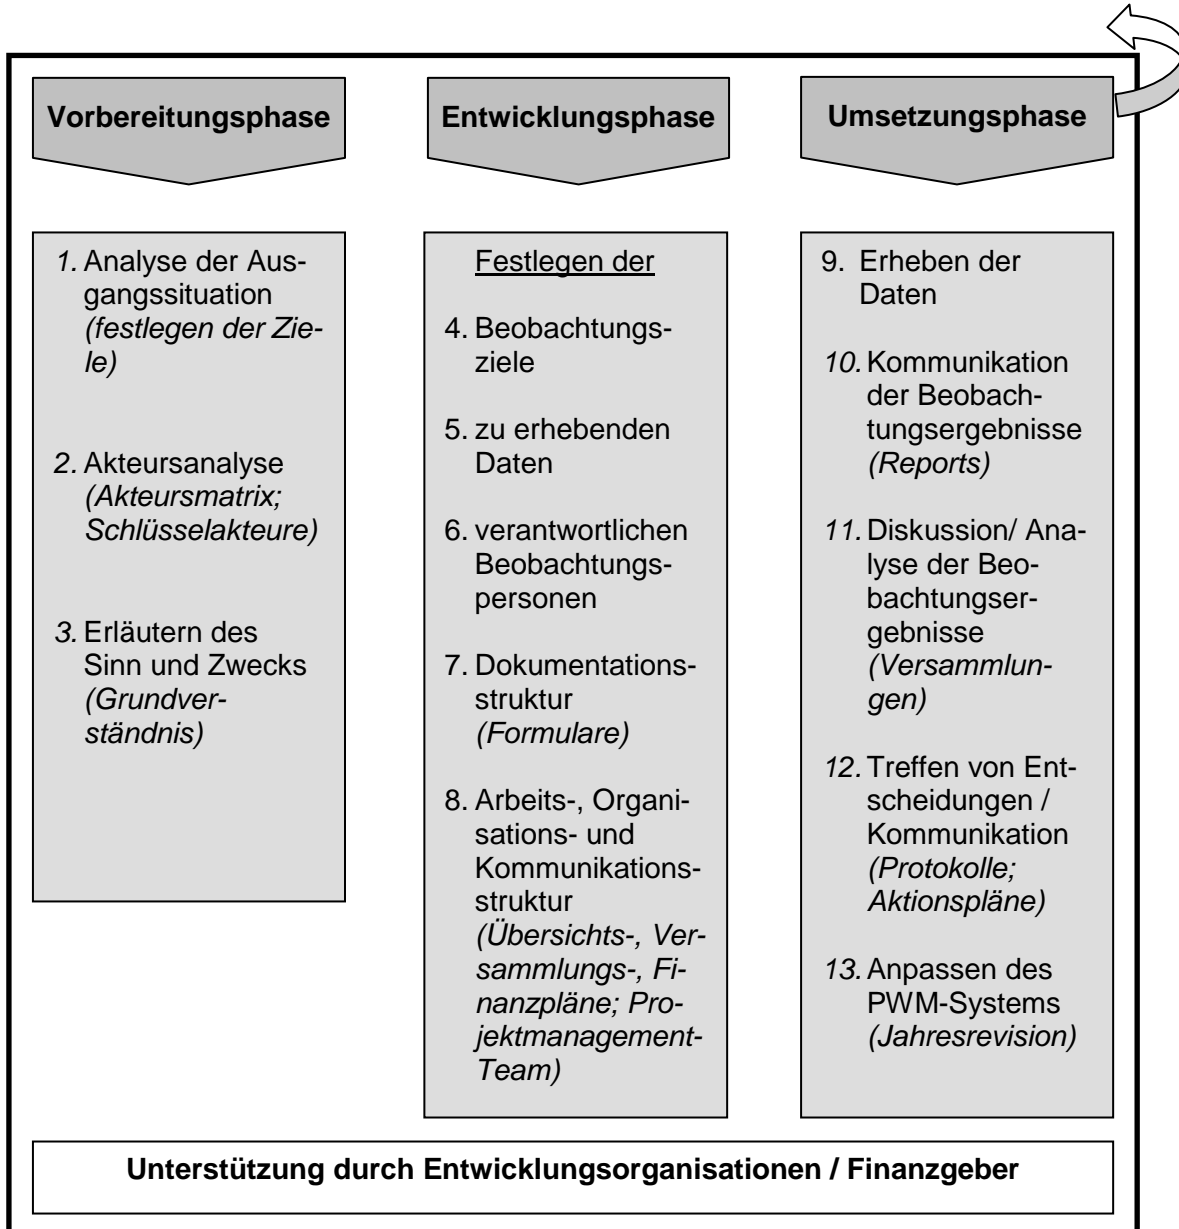 Vorbereitungsphase
Entwicklungsphase
Umsetzungsphase
1. Analyse der Aus-
gangssituation
(festlegen der Zie-
le)
2. Akteursanalyse
(Akteursmatrix;
Schlüsselakteure)
3. Erläutern des
Sinn und Zwecks
(Grundver-
ständnis)
Festlegen der
4. Beobachtungs-
ziele
5. zu erhebenden
Daten
6. verantwortlichen
Beobachtungs-
personen
7. Dokumentations-
struktur
(Formulare)
8. Arbeits-, Organi-
sations- und
Kommunikations-
struktur
(Übersichts-, Ver-
sammlungs-, Fi-
nanzpläne; Pro-
jektmanagement-
Team)
9. Erheben der
Daten
10. Kommunikation
der Beobach-
tungsergebnisse
(Reports)
11. Diskussion/ Ana-
lyse der Beo-
bachtungser-
gebnisse
(Versammlun-
gen)
12. Treffen von Ent-
scheidungen /
Kommunikation
(Protokolle;
Aktionspläne)
13. Anpassen des
PWM-Systems
(Jahresrevision)
Unterstützung durch Entwicklungsorganisationen / Finanzgeber